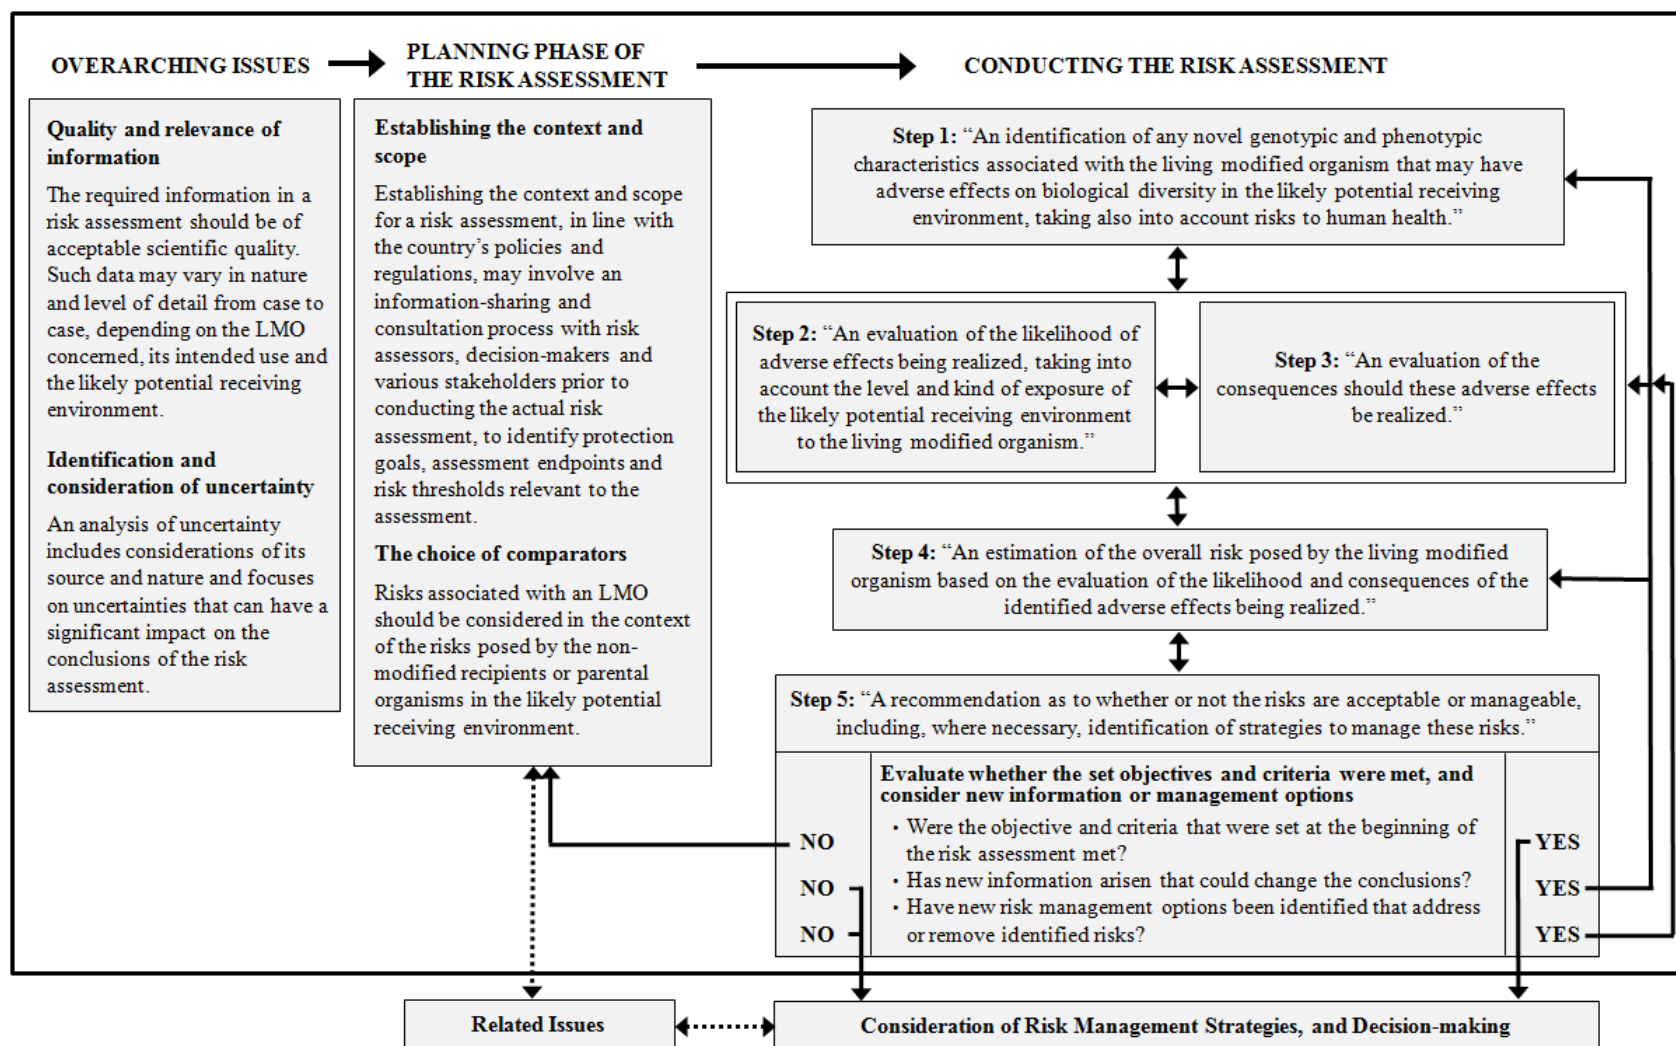 OVERARCHING ISSUES
PLANNING PHASE OF
THE RISK ASSESSMENT
CONDUCTING THE RISK ASSESSMENT
Quality and relevance of
information
The required information in a
risk assessment should be of
acceptable scientific quality.
Such data may vary in nature
and level of detail from case to
case, depending on the LMO
concerned, its intended use and
the likely potential receiving
environment.
Identification and
consideration of uncertainty
An analysis of uncertainty
includes considerations of its
source and nature and focuses
on uncertainties that can have a
significant impact on the
conclusions of the risk
assessment.
Establishing the context and
scope
Establishing the context and scope
for a risk assessment, in line with
the country’s policies and
regulations, may involve an
information-sharing and
consultation process with risk
assessors, decision-makers and
various stakeholders prior to
conducting the actual risk
assessment, to identify protection
goals, assessment endpoints and
risk thresholds relevant to the
assessment.
The choice of comparators
Risks associated with an LMO
should be considered in the context
of the risks posed by the non-
modified recipients or parental
organisms in the likely potential
receiving environment.
Step 1: “An identification of any novel genotypic and phenotypic
characteristics associated with the living modified organism that may have
adverse effects on biological diversity in the likely potential receiving
environment, taking also into account risks to human health.”
Step 2: “An evaluation of the likelihood of
adverse effects being realized, taking into
account the level and kind of exposure of
the likely potential receiving environment
to the living modified organism.”
Step 3: “An evaluation of the
consequences should these adverse effects
be realized.”
Step 4: “An estimation of the overall risk posed by the living modified
organism based on the evaluation of the likelihood and consequences of the
identified adverse effects being realized.”
Step 5: “A recommendation as to whether or not the risks are acceptable or manageable,
including, where necessary, identification of strategies to manage these risks.”
Evaluate whether the set objectives and criteria were met, and
consider new information or management options
NO
• Were the objective and criteria that were set at the beginning of
the risk assessment met?
YES
NO
• Has new information arisen that could change the conclusions?
YES
NO
• Have new risk management options been identified that address
or remove identified risks?
YES
Related Issues
Consideration of Risk Management Strategies, and Decision-making